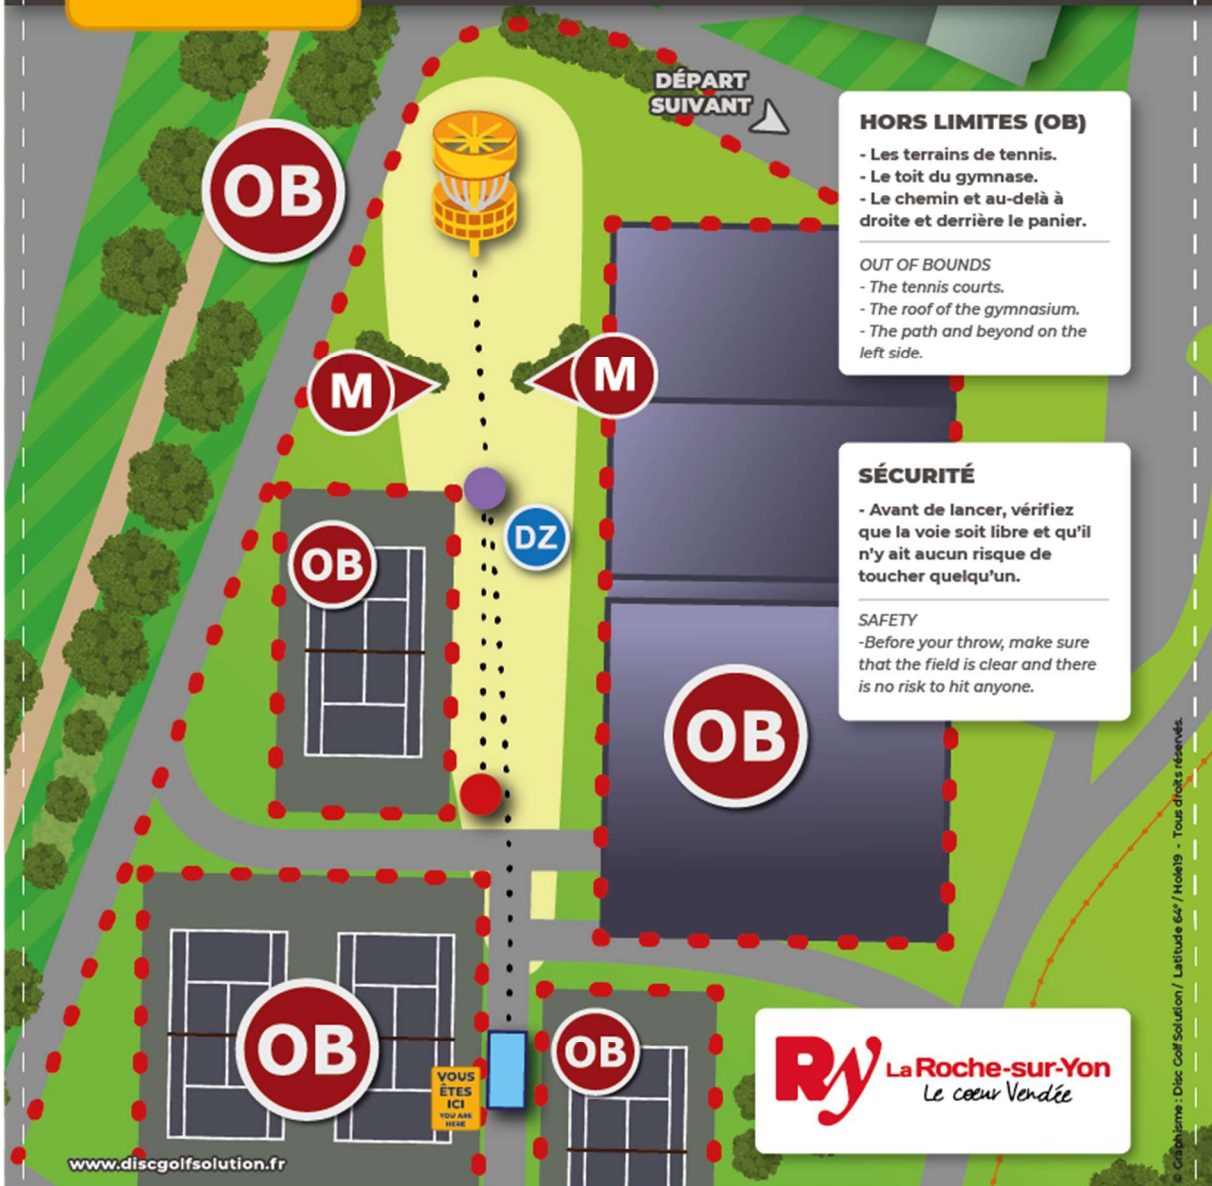 DÉPART
SUIVANT
HORS LIMITES (OB)
- Les terrains de tennis.
- Le toit du gymnase.
- Le chemin et au-delà à
droite et derrière le panier.
OUT OF BOUNDS
- The tennis courts.
- The roof of the gymnasium.
- The path and beyond on the
left side.
OB
M
M
SÉCURITÉ
- Avant de lancer, vérifiez
que la voie soit libre et qu'il
n'y ait aucun risque de
toucher quelqu'un.
SAFETY
-Before your throw, make sure
that the field is clear and there
is no risk to hit anyone.
DZ
OB
OB
OB
OB
VOUS
ÊTES
ICI
YOU ARE
HERE
Ry
La Roche-sur-Yon
Le cœur Vendée
www.discgolfsolution.fr
© Graphisme : Disc Golf Solution / Latitude 64° / Hole19 - Tous droits réservés.